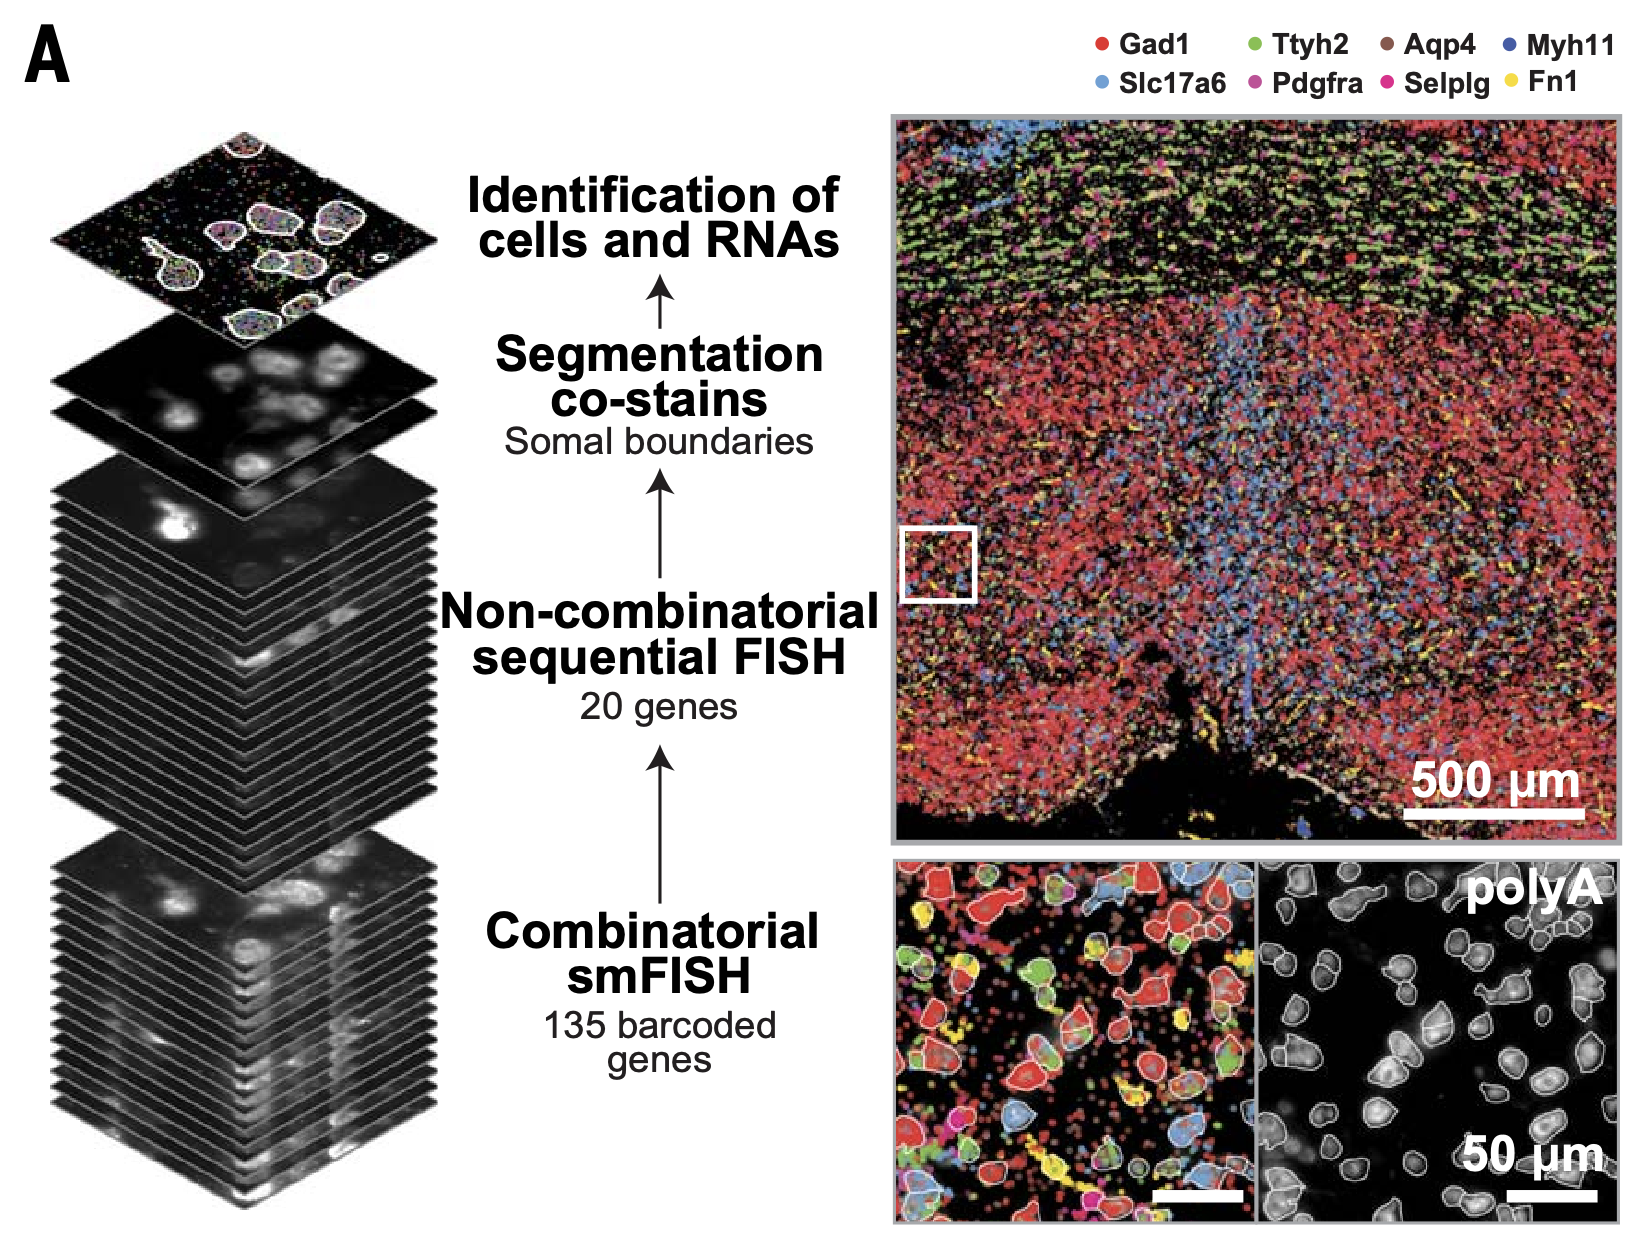 A
Gad1 Ttyh2 Aqp4 Myh11
Slc17a6 Pdgfra Selplg Fn1
Identification of
cells and RNAs
Segmentation
co-stains
Somal boundaries
Non-combinatorial
sequential FISH
20 genes
Combinatorial
smFISH
135 barcoded
genes
500 µm
polyA
50 µm